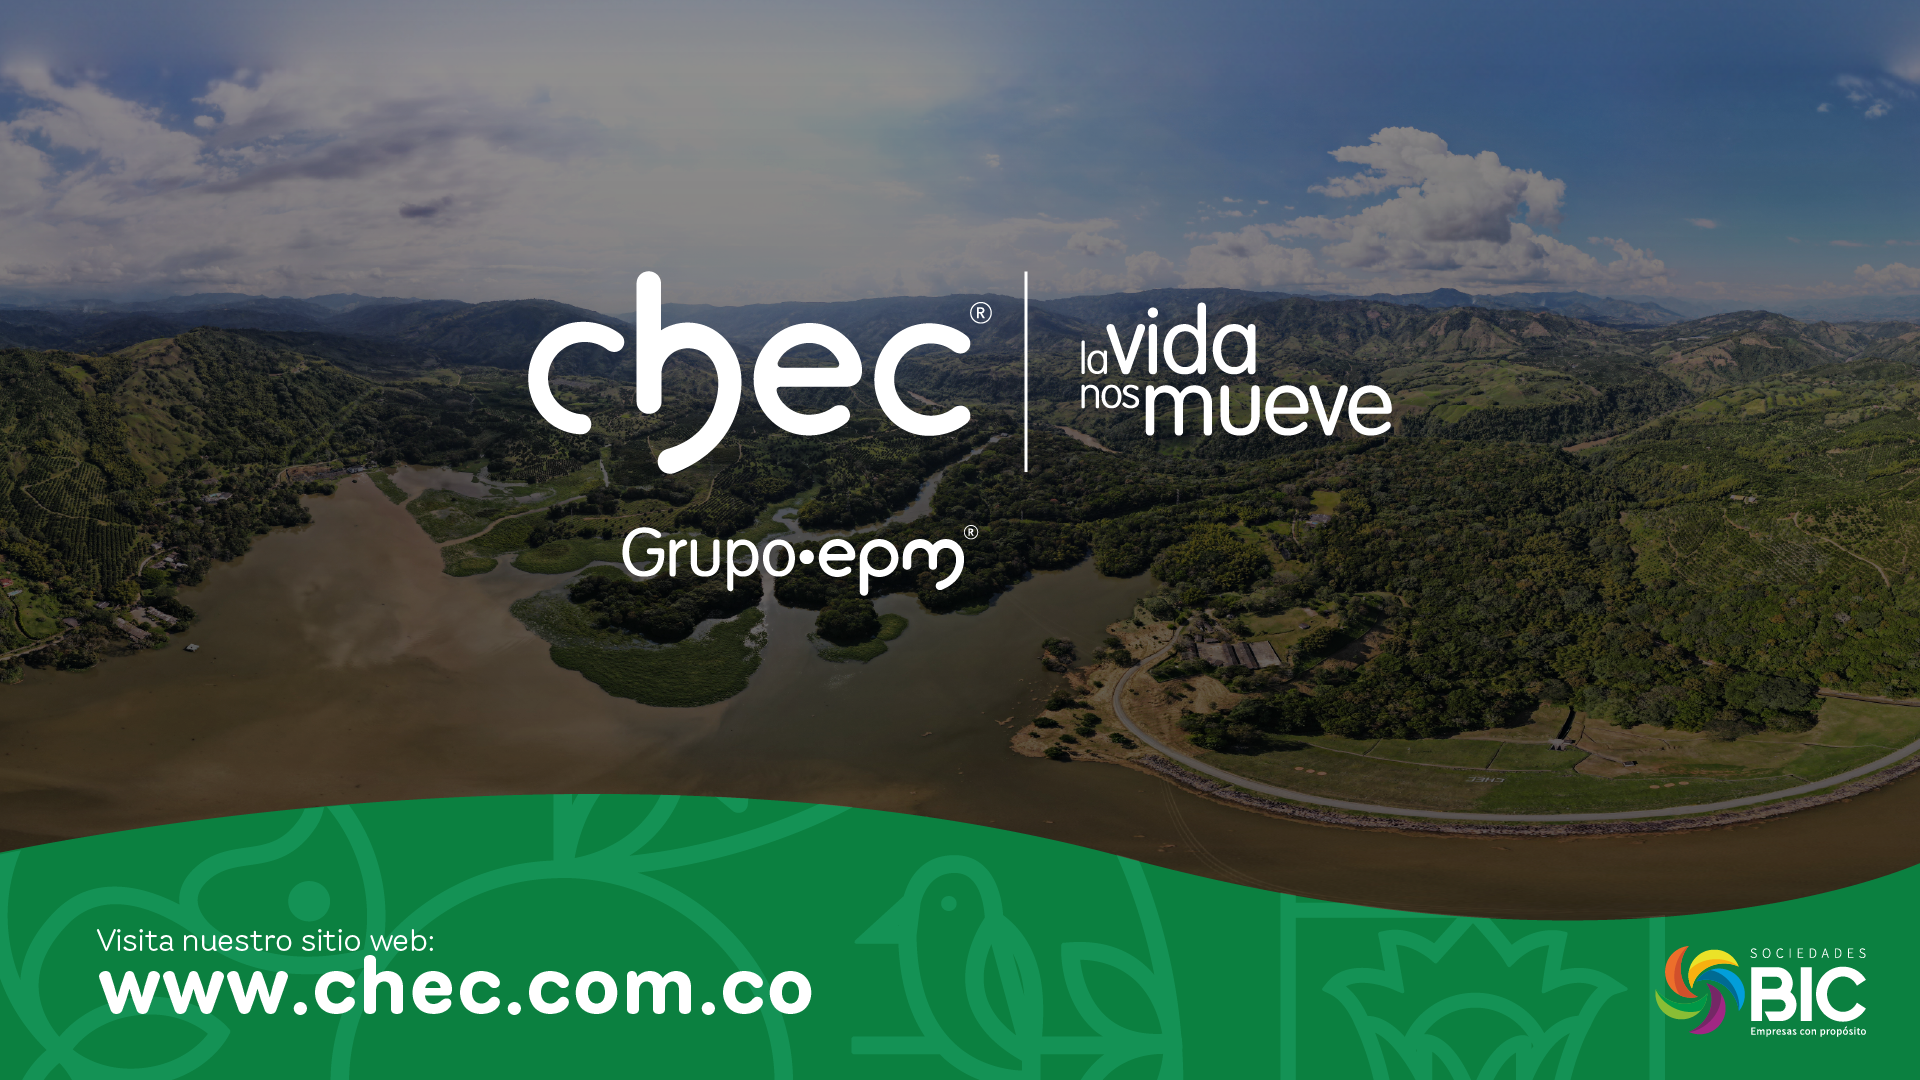 chec®
la vida
nos mueve
Grupo·epm®
CHEC
Visita nuestro sitio web:
www.chec.com.co
SOCIEDADES
BIC
Empresas con propósito